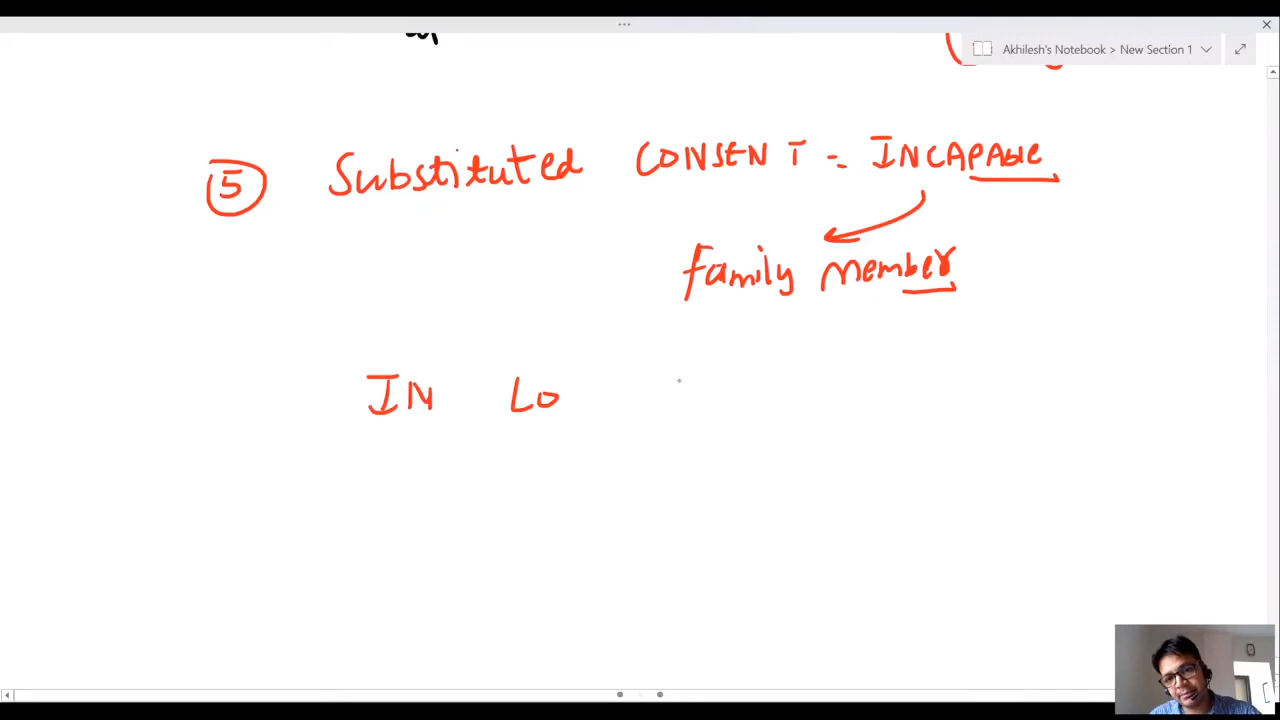 Akhilesh's Notebook > New Section 1
5 Substituted CONSENT = INCAPABLE
family member
IN LO